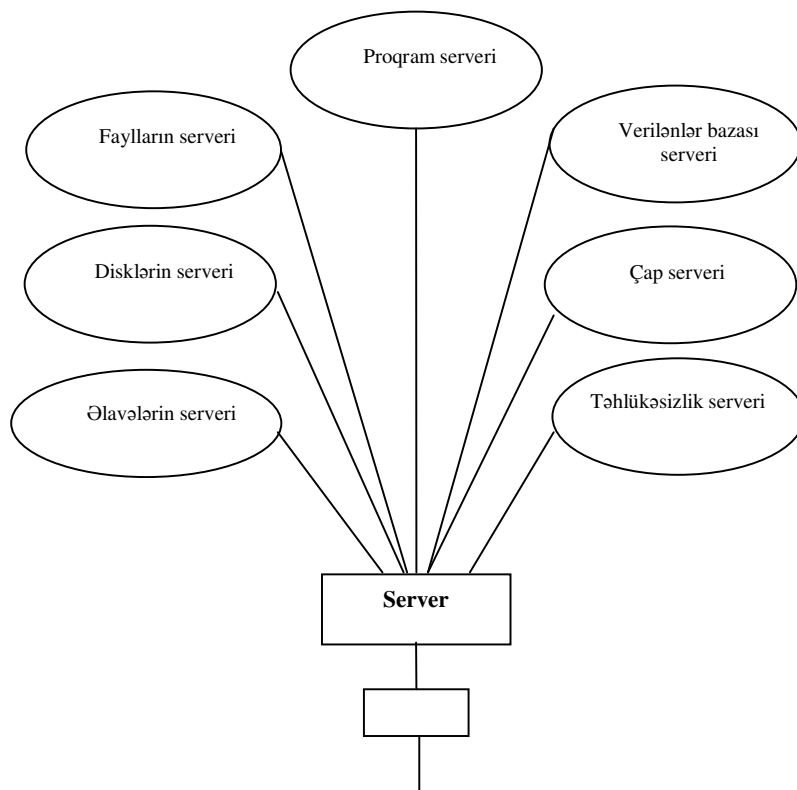 Proqram serveri
Faylların serveri
Verilənlər bazası
serveri
Disklərin serveri
Çap serveri
Əlavələrin serveri
Təhlükəsizlik serveri
Server